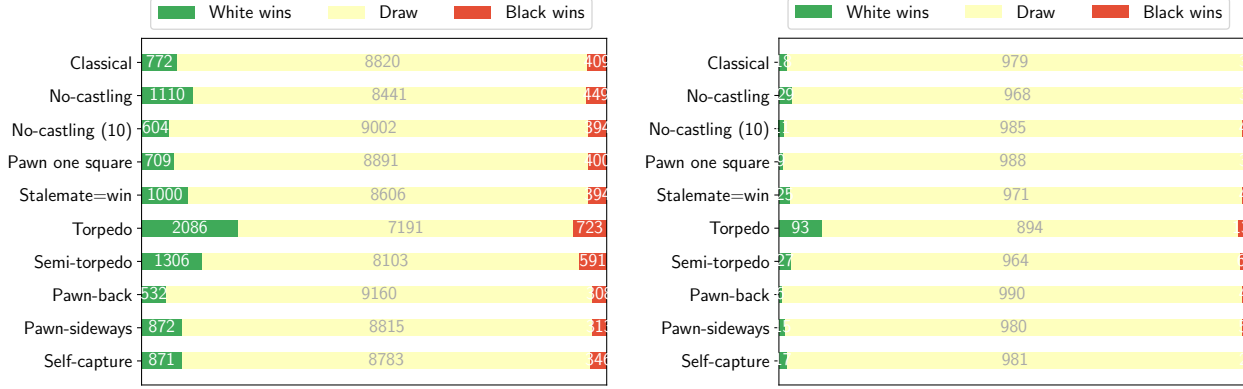 White wins Draw Black wins
Classical 772 8820 409
No-castling 1110 8441 449
No-castling (10) 604 9002 394
Pawn one square 709 8891 400
Stalemate=win 1000 8606 394
Torpedo 2086 7191 723
Semi-torpedo 1306 8103 591
Pawn-back 532 9160 308
Pawn-sideways 872 8815 313
Self-capture 871 8783 346
White wins Draw Black wins
Classical 18 979
No-castling 29 968
No-castling (10) 985
Pawn one square 9 988
Stalemate=win 25 971
Torpedo 93 894
Semi-torpedo 27 964
Pawn-back 990
Pawn-sideways 980
Self-capture 17 981